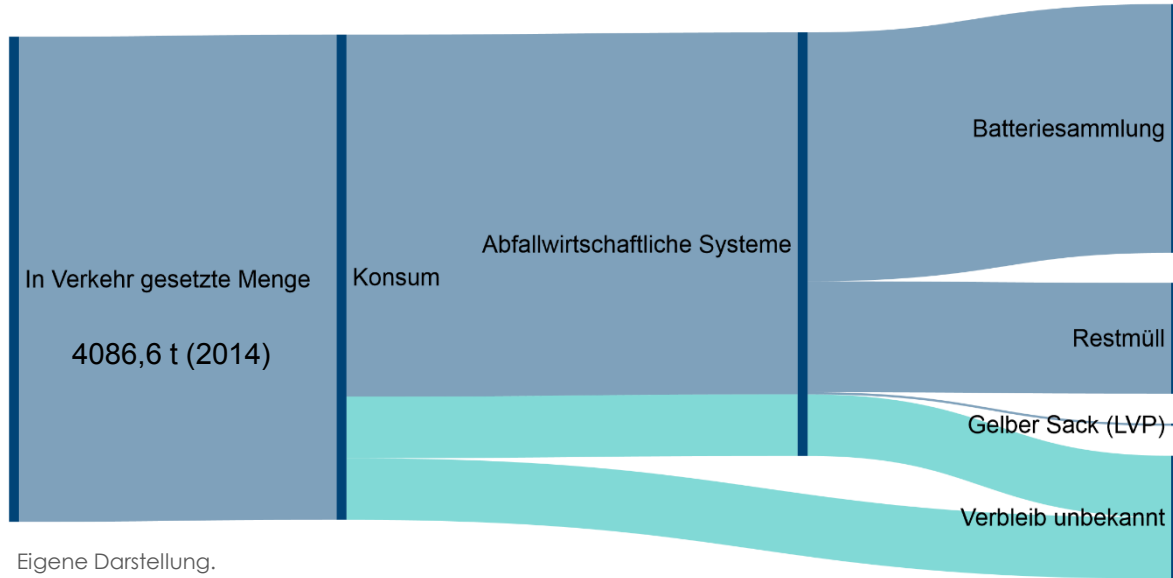 Batteriesammlung
Abfallwirtschaftliche Systeme
In Verkehr gesetzte Menge
Konsum
4086,6 t (2014)
Restmüll
Gelber Sack (LVP)
Verbleib unbekannt
Eigene Darstellung.